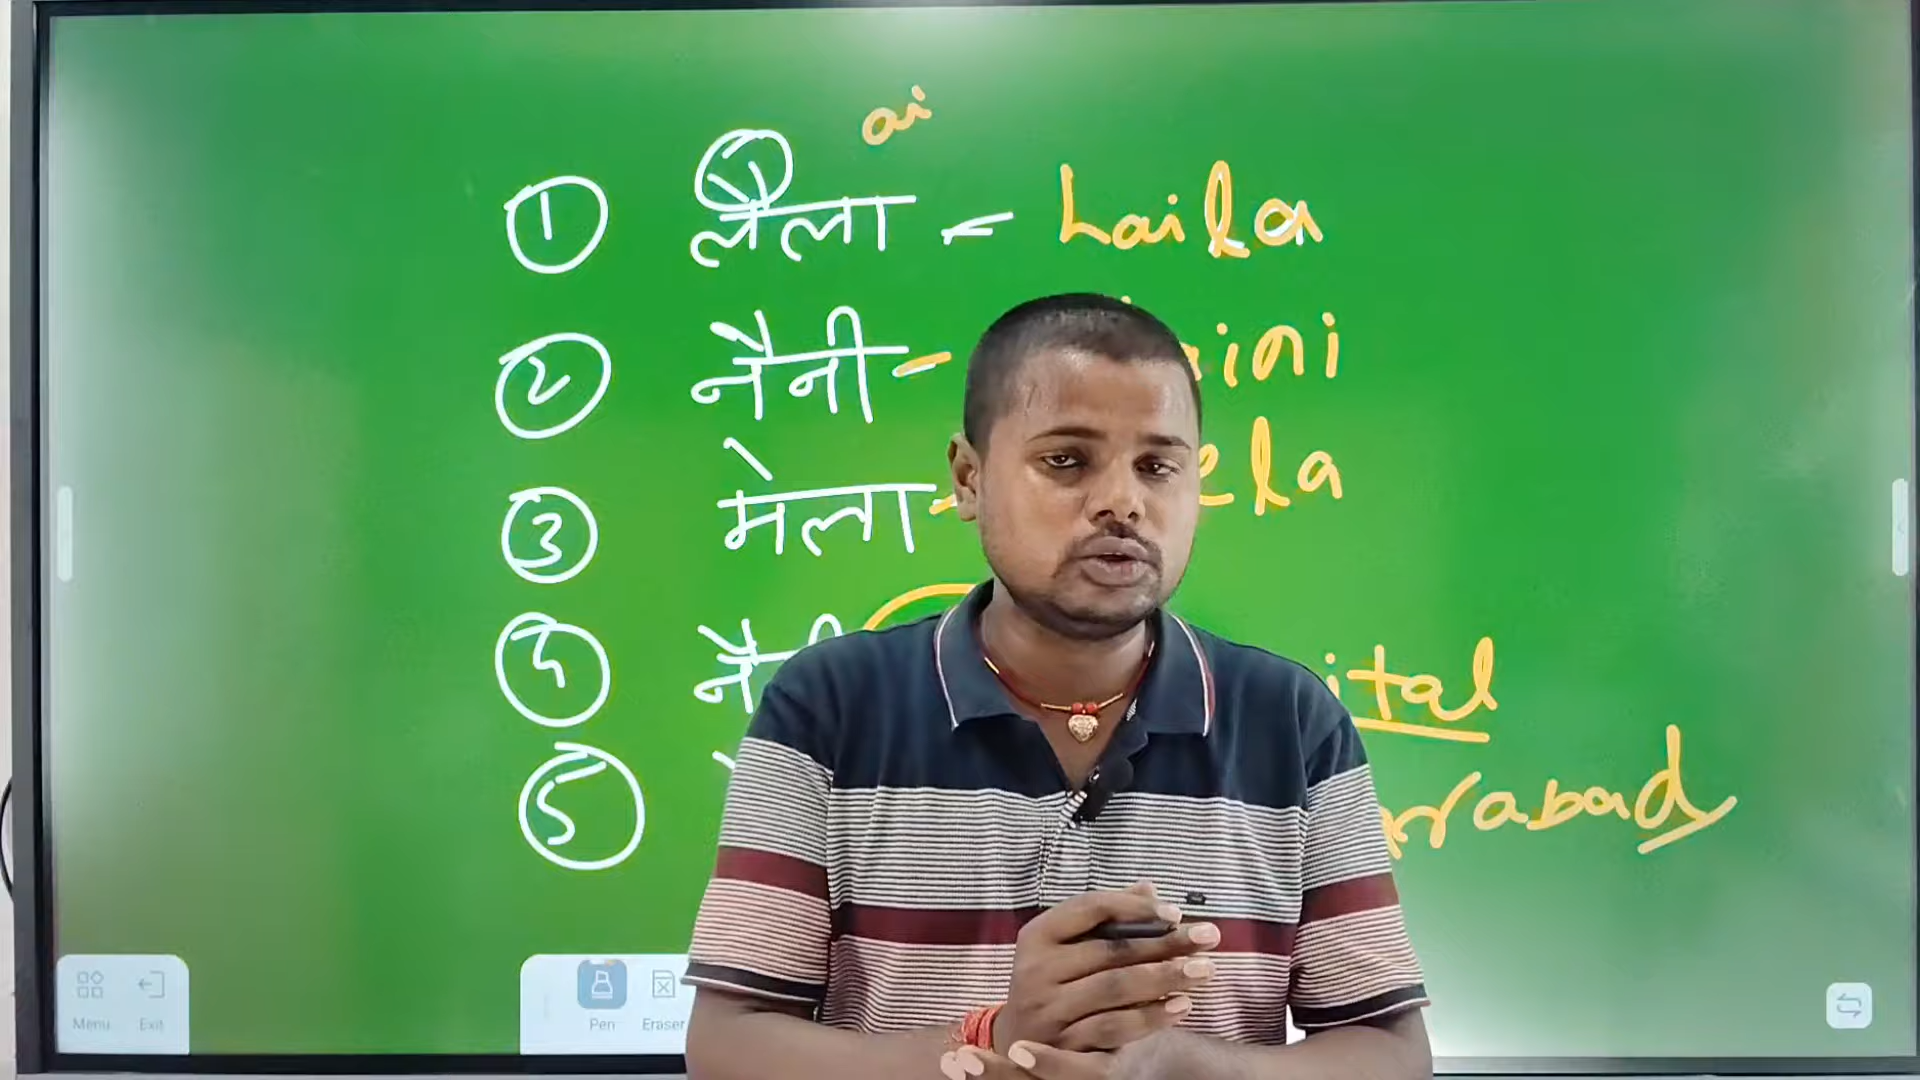 ai
① लैला - Laila
② नैनी - aini
③ मेला - ela
④ नै ital
⑤ rabad
Menu Exit Pen Eraser